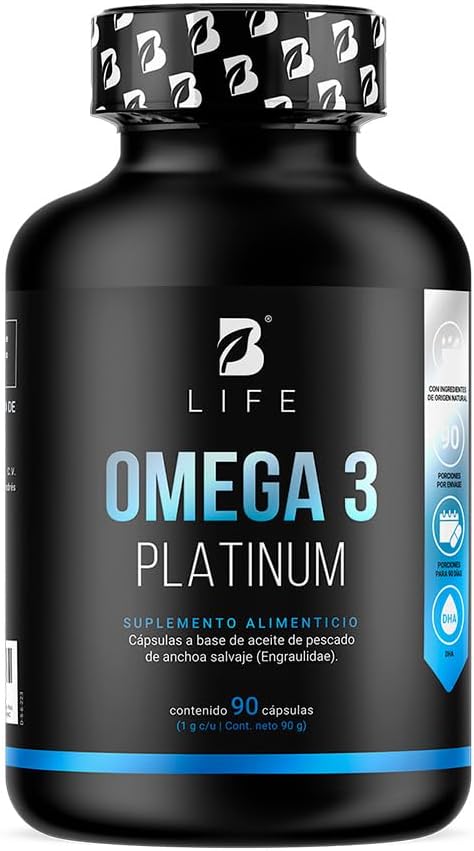 B®
LIFE
OMEGA 3
PLATINUM
SUPLEMENTO ALIMENTICIO
Cápsulas a base de aceite de pescado
de anchoa salvaje (Engraulidae).
contenido 90 cápsulas
(1 g c/u | Cont. neto 90 g)
CON INGREDIENTES
DE ORIGEN NATURAL
90
PORCIONES
POR ENVASE
PORCIONES
PARA 90 DÍAS
DHA
DHA
DE
C.V.